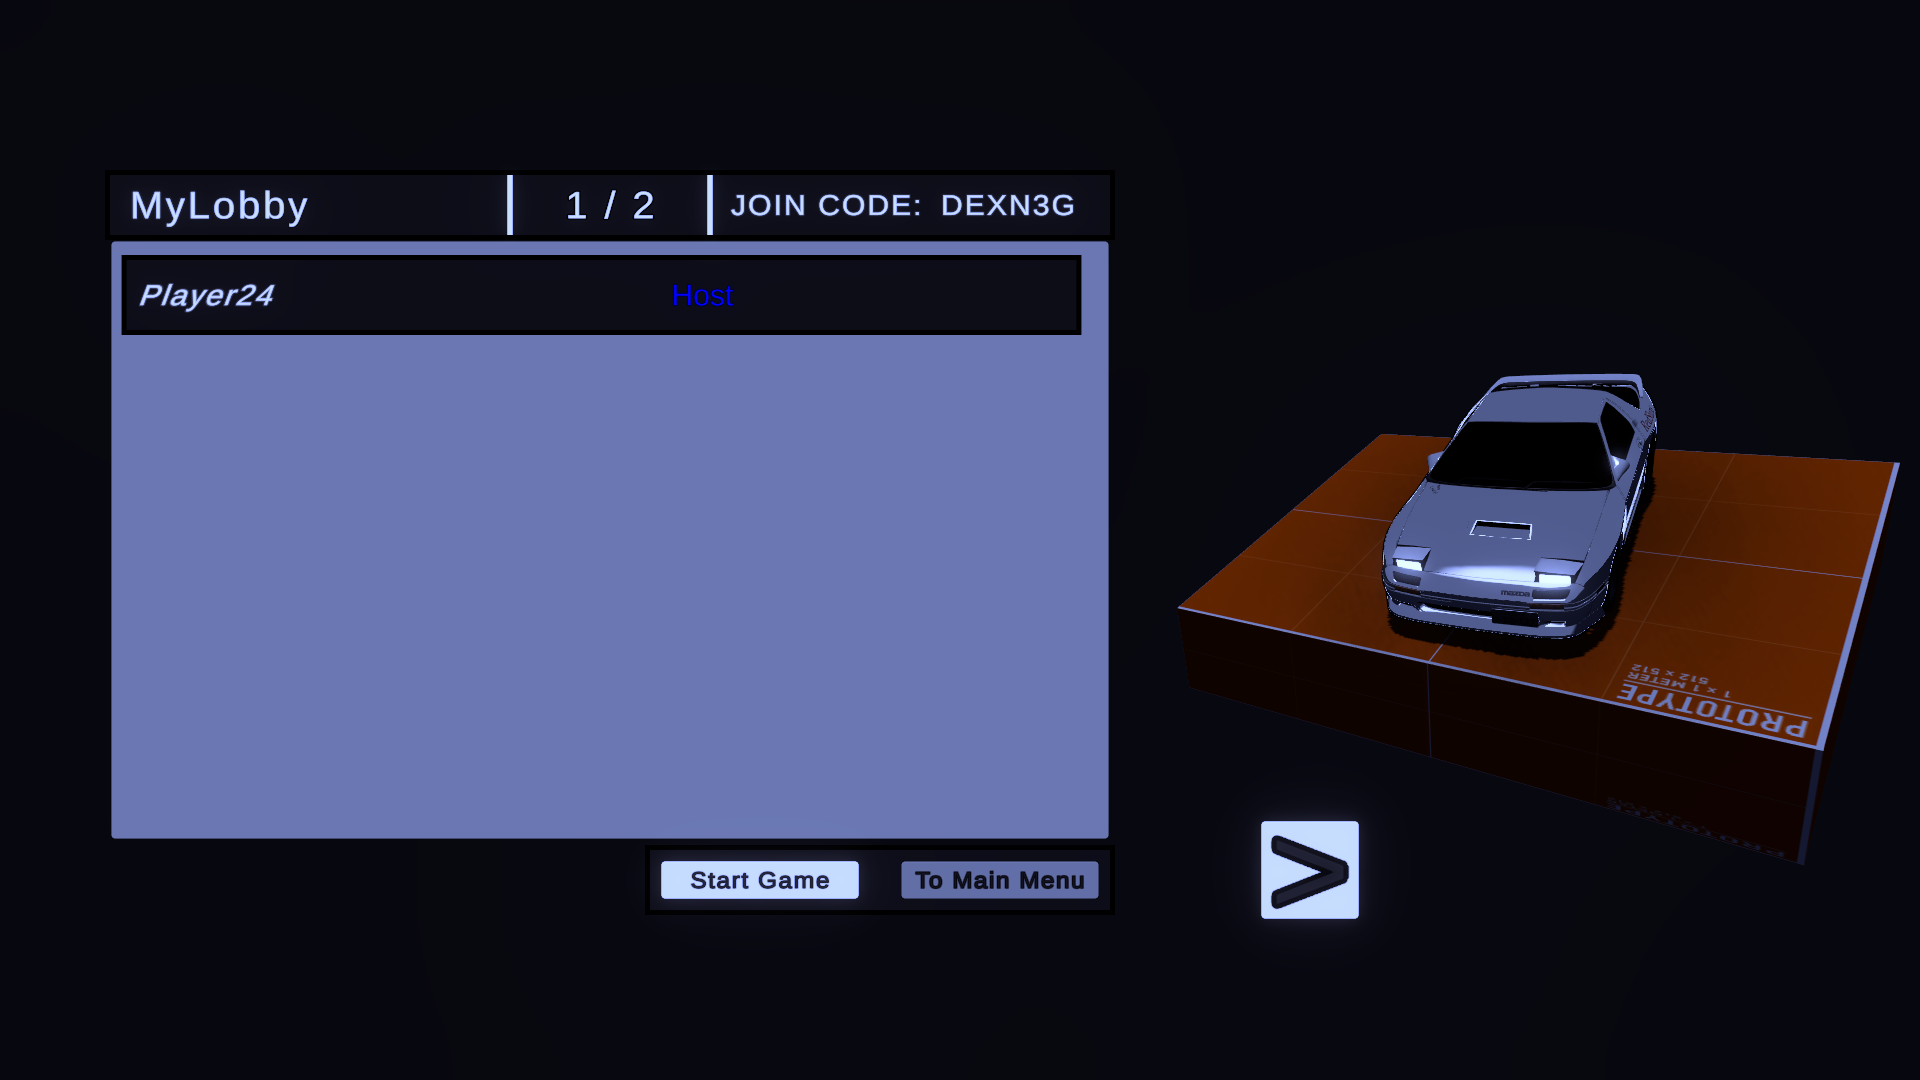 MyLobby
1 / 2
JOIN CODE: DEXN3G
Player24
Host
mazda
512 x 512
1 x 1 METER
PROTOTYPE
Start Game
To Main Menu
>